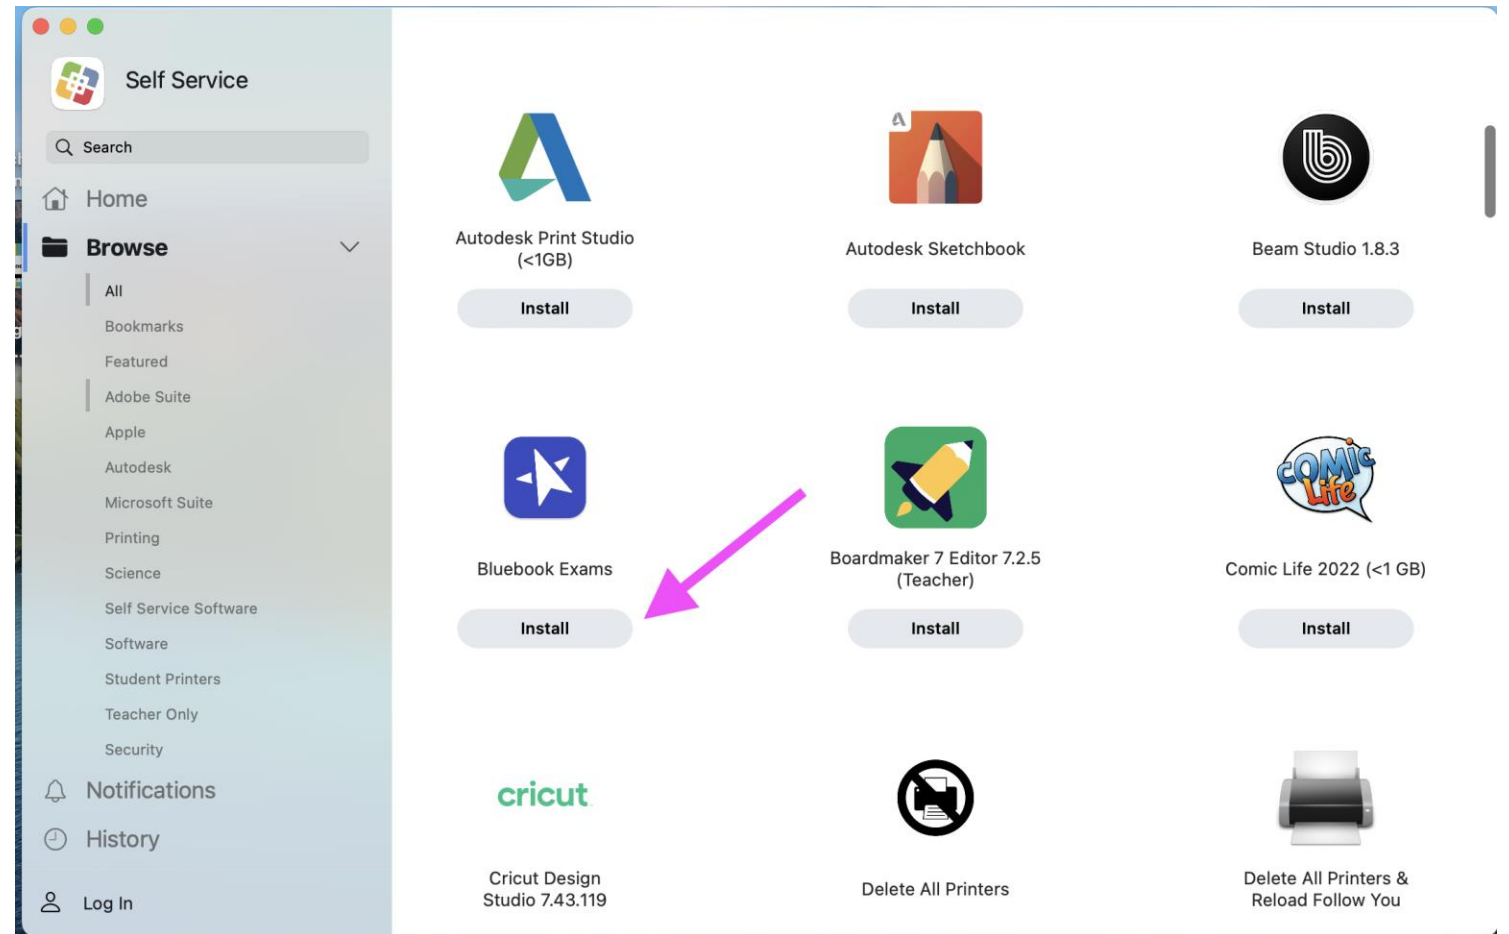 Self Service
Search
Home
Browse
All
Bookmarks
Featured
Adobe Suite
Apple
Autodesk
Microsoft Suite
Printing
Science
Self Service Software
Software
Student Printers
Teacher Only
Security
Notifications
History
Log In
Autodesk Print Studio
(<1GB)
Install
A
Autodesk Sketchbook
Install
b
Beam Studio 1.8.3
Install
Bluebook Exams
Install
Boardmaker 7 Editor 7.2.5
(Teacher)
Install
COMIC
Life
Comic Life 2022 (<1 GB)
Install
cricut
Cricut Design
Studio 7.43.119
Delete All Printers
Delete All Printers &
Reload Follow You